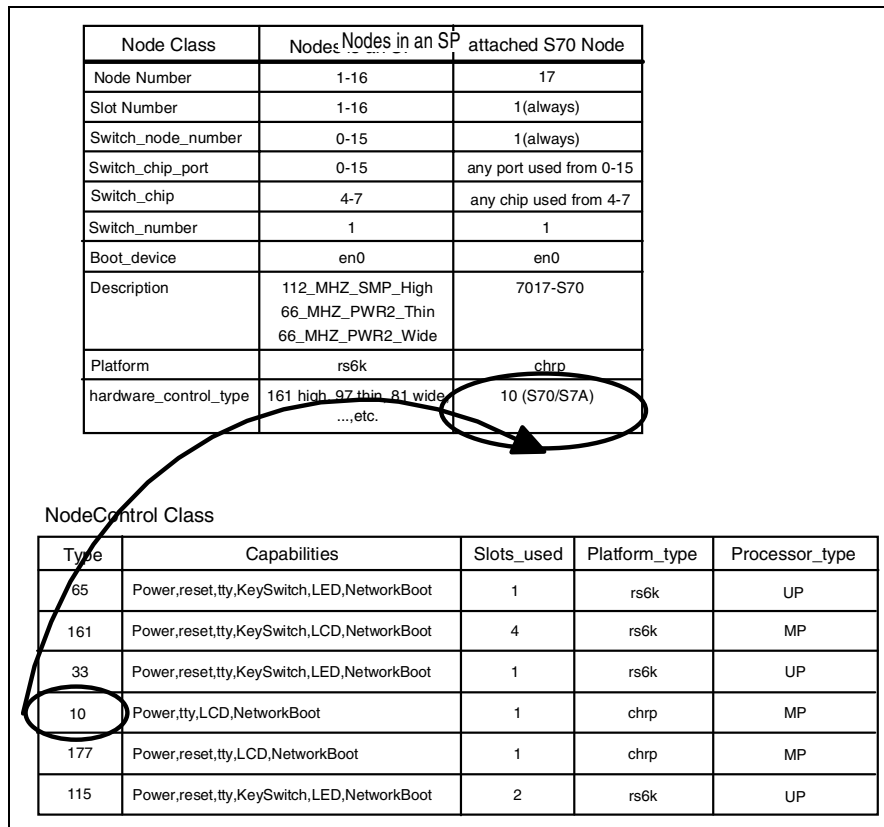 Node Class Nodes in an SP attached S70 Node
Node Number 1-16 17
Slot Number 1-16 1(always)
Switch_node_number 0-15 1(always)
Switch_chip_port 0-15 any port used from 0-15
Switch_chip 4-7 any chip used from 4-7
Switch_number 1 1
Boot_device en0 en0
Description 112_MHZ_SMP_High 7017-S70
66_MHZ_PWR2_Thin
66_MHZ_PWR2_Wide
Platform rs6k chrp
hardware_control_type 161 high, 97 thin, 81 wide, 10 (S70/S7A)
...,etc.
NodeControl Class
Type Capabilities Slots_used Platform_type Processor_type
65 Power,reset,tty,KeySwitch,LED,NetworkBoot 1 rs6k UP
161 Power,reset,tty,KeySwitch,LCD,NetworkBoot 4 rs6k MP
33 Power,reset,tty,KeySwitch,LED,NetworkBoot 1 rs6k UP
10 Power,tty,LCD,NetworkBoot 1 chrp MP
177 Power,reset,tty,LCD,NetworkBoot 1 chrp MP
115 Power,reset,tty,KeySwitch,LED,NetworkBoot 2 rs6k UP